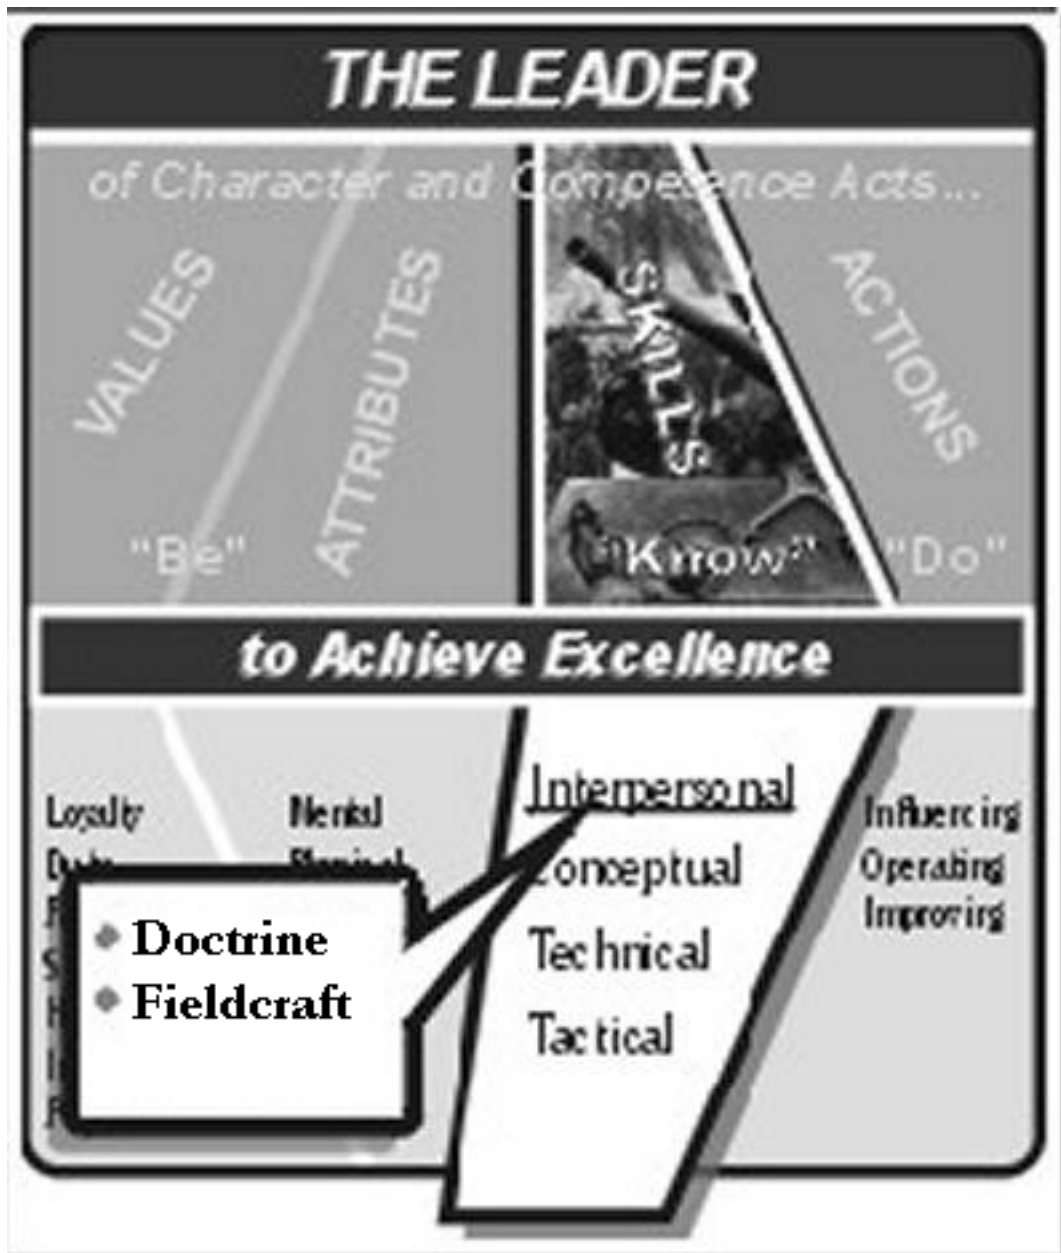 THE LEADER
of Character and Competence Acts...
VALUES
ATTRIBUTES
SKILLS
ACTIONS
"Be"
"Know"
"Do"
to Achieve Excellence
Loyalty
Mental
Interpersonal
Conceptual
Technical
Tactical
Influencing
Operating
Improving
Doctrine
Fieldcraft